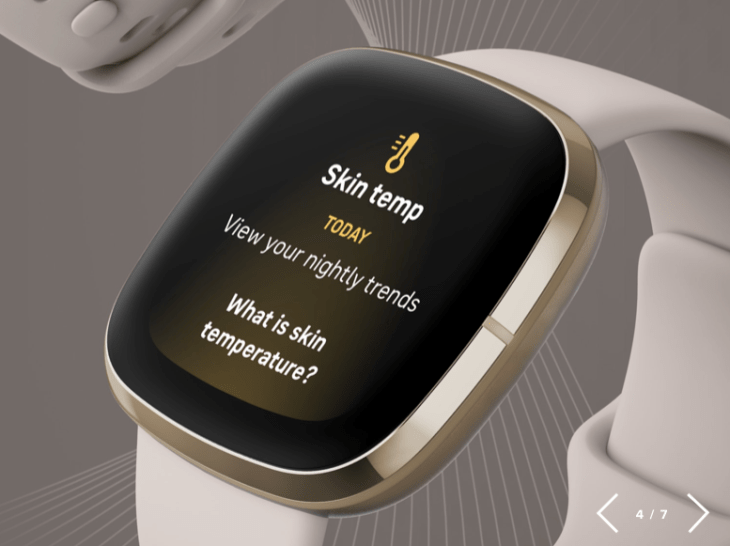 Skin temp
TODAY
View your nightly trends
What is skin
temperature?
4 / 7